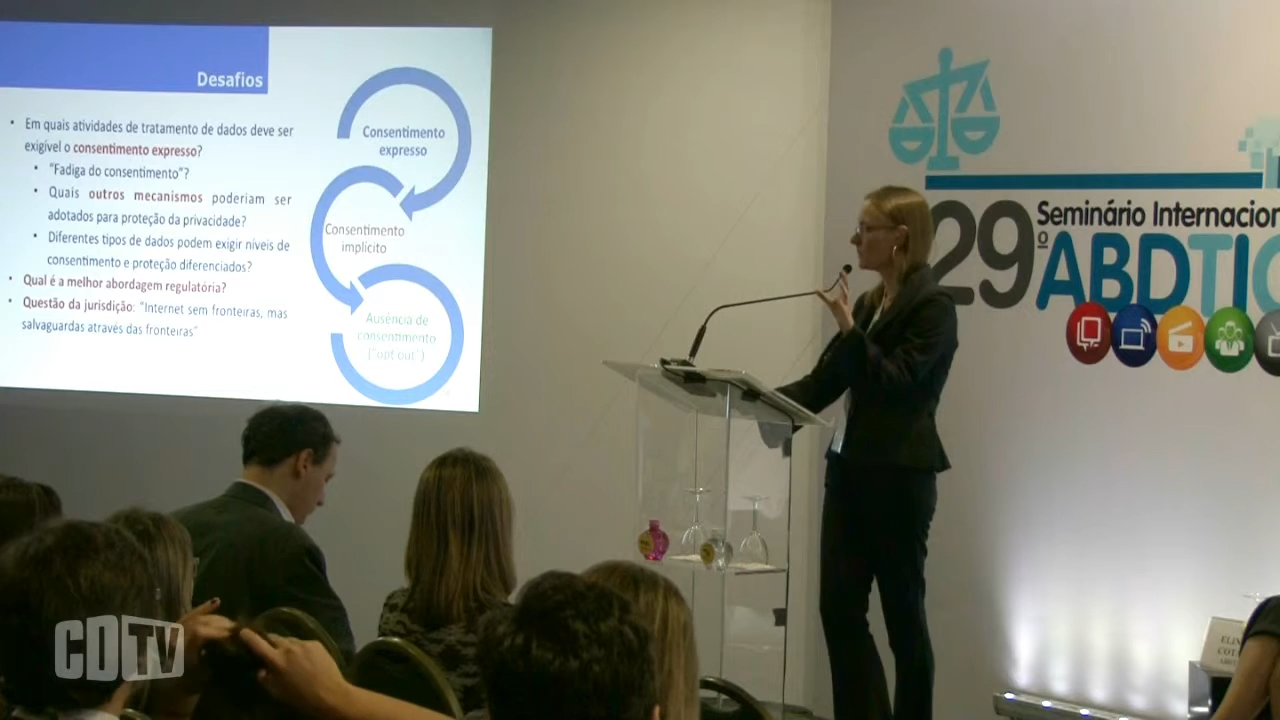 Desafios
• Em quais atividades de tratamento de dados deve ser
exigível o consentimento expresso?
• "Fadiga do consentimento"?
• Quais outros mecanismos poderiam ser
adotados para proteção da privacidade?
• Diferentes tipos de dados podem exigir níveis de
consentimento e proteção diferenciados?
• Qual é a melhor abordagem regulatória?
• Questão da jurisdição: "Internet sem fronteiras, mas
salvaguardas através das fronteiras"
Consentimento
expresso
Consentimento
implícito
Ausência de
consentimento
("opt out")
29º
Seminário Internacion
ABDTIC
CDTV